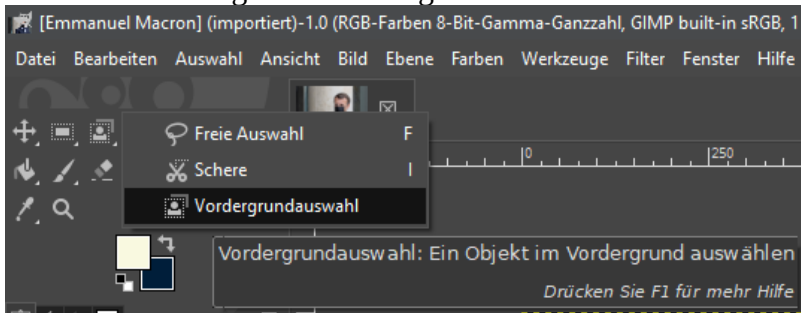 [Emmanuel Macron] (importiert)-1.0 (RGB-Farben 8-Bit-Gamma-Ganzzahl, GIMP built-in sRGB, 1
Datei Bearbeiten Auswahl Ansicht Bild Ebene Farben Werkzeuge Filter Fenster Hilfe
Freie Auswahl F
Schere I
Vordergrundauswahl
0 250
Vordergrundauswahl: Ein Objekt im Vordergrund auswählen
Drücken Sie F1 für mehr Hilfe